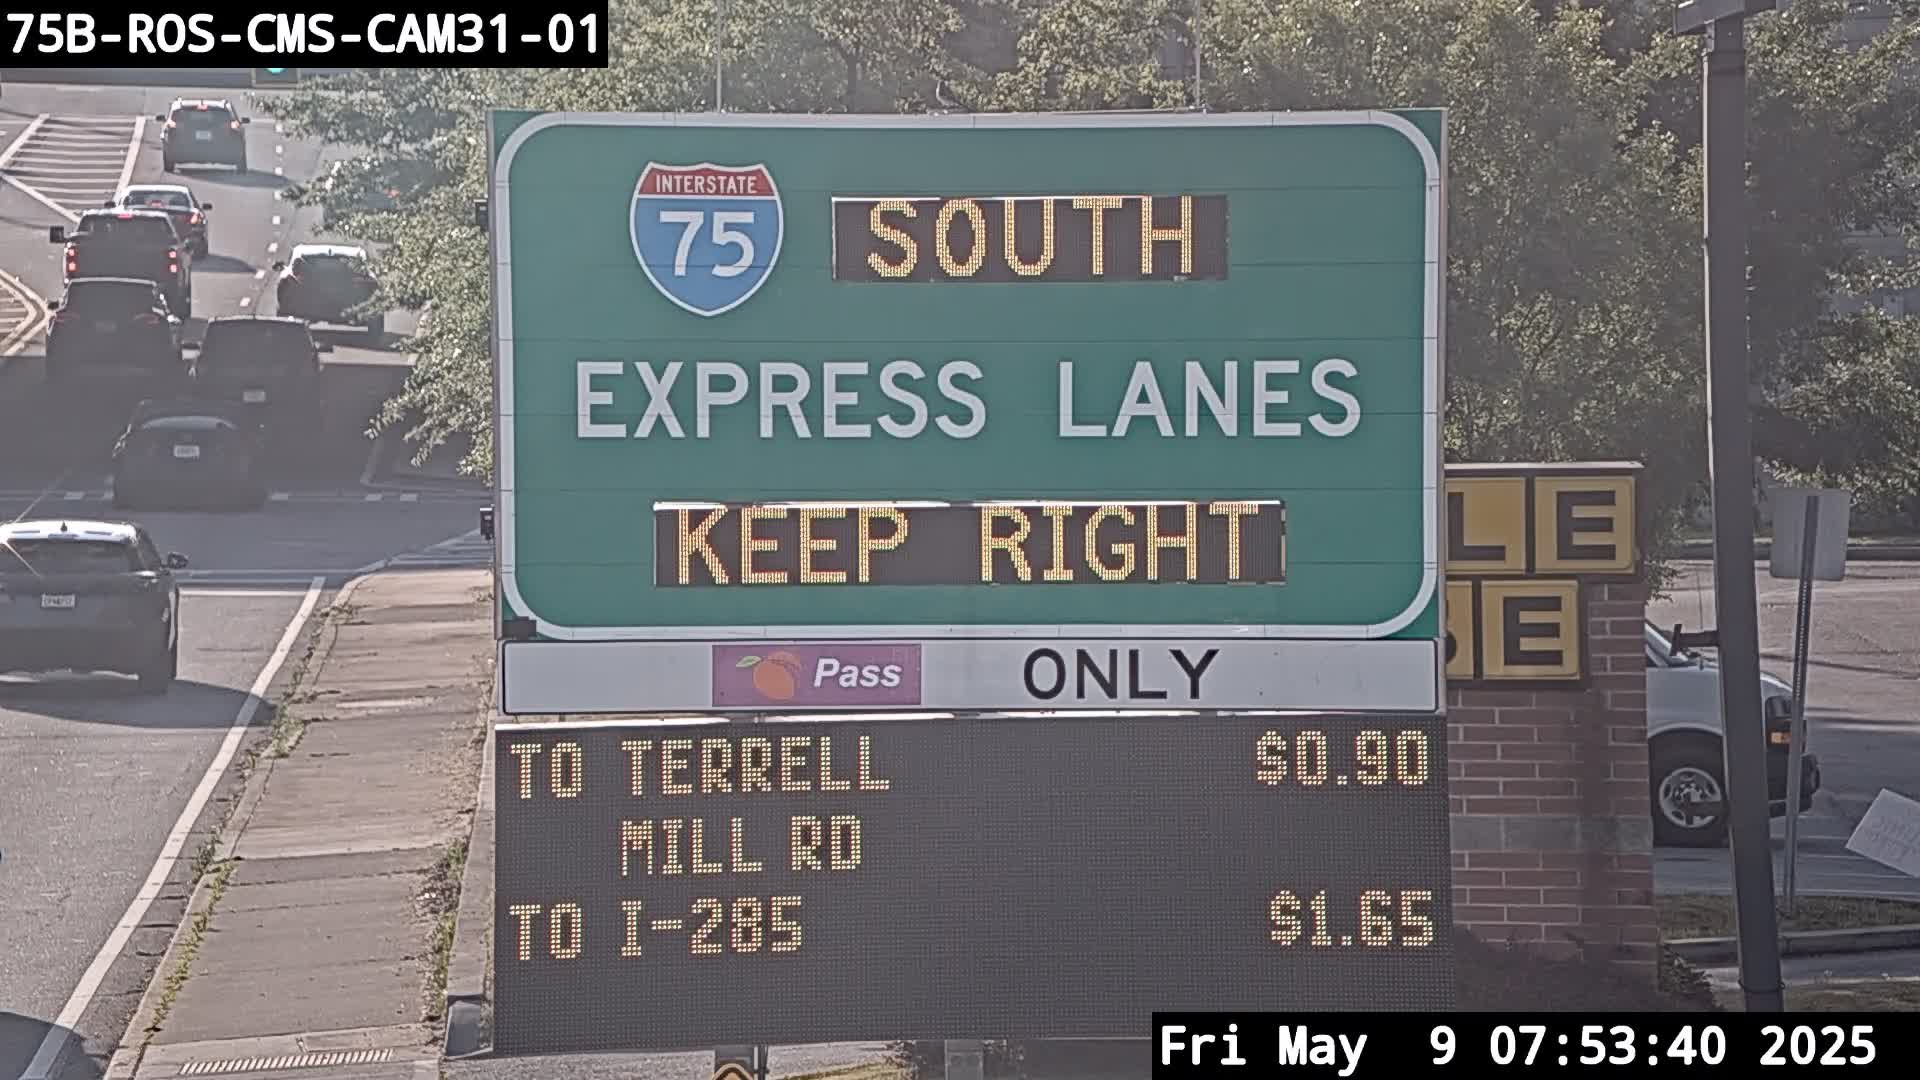 75B-ROS-CMS-CAM31-01
INTERSTATE
75
SOUTH
EXPRESS LANES
KEEP RIGHT
LE
E
Pass ONLY
TO TERRELL $0.90
MILL RD
TO I-285 $1.65
Fri May 9 07:53:40 2025